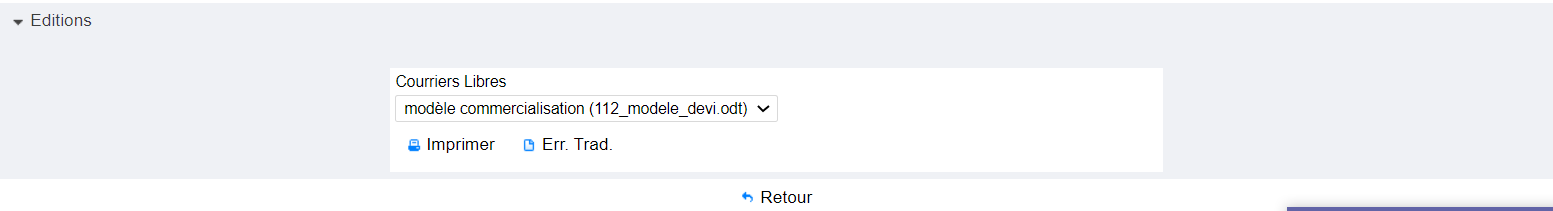 Editions
Courriers Libres
modèle commercialisation (112_modele_devi.odt)
Imprimer Err. Trad.
Retour